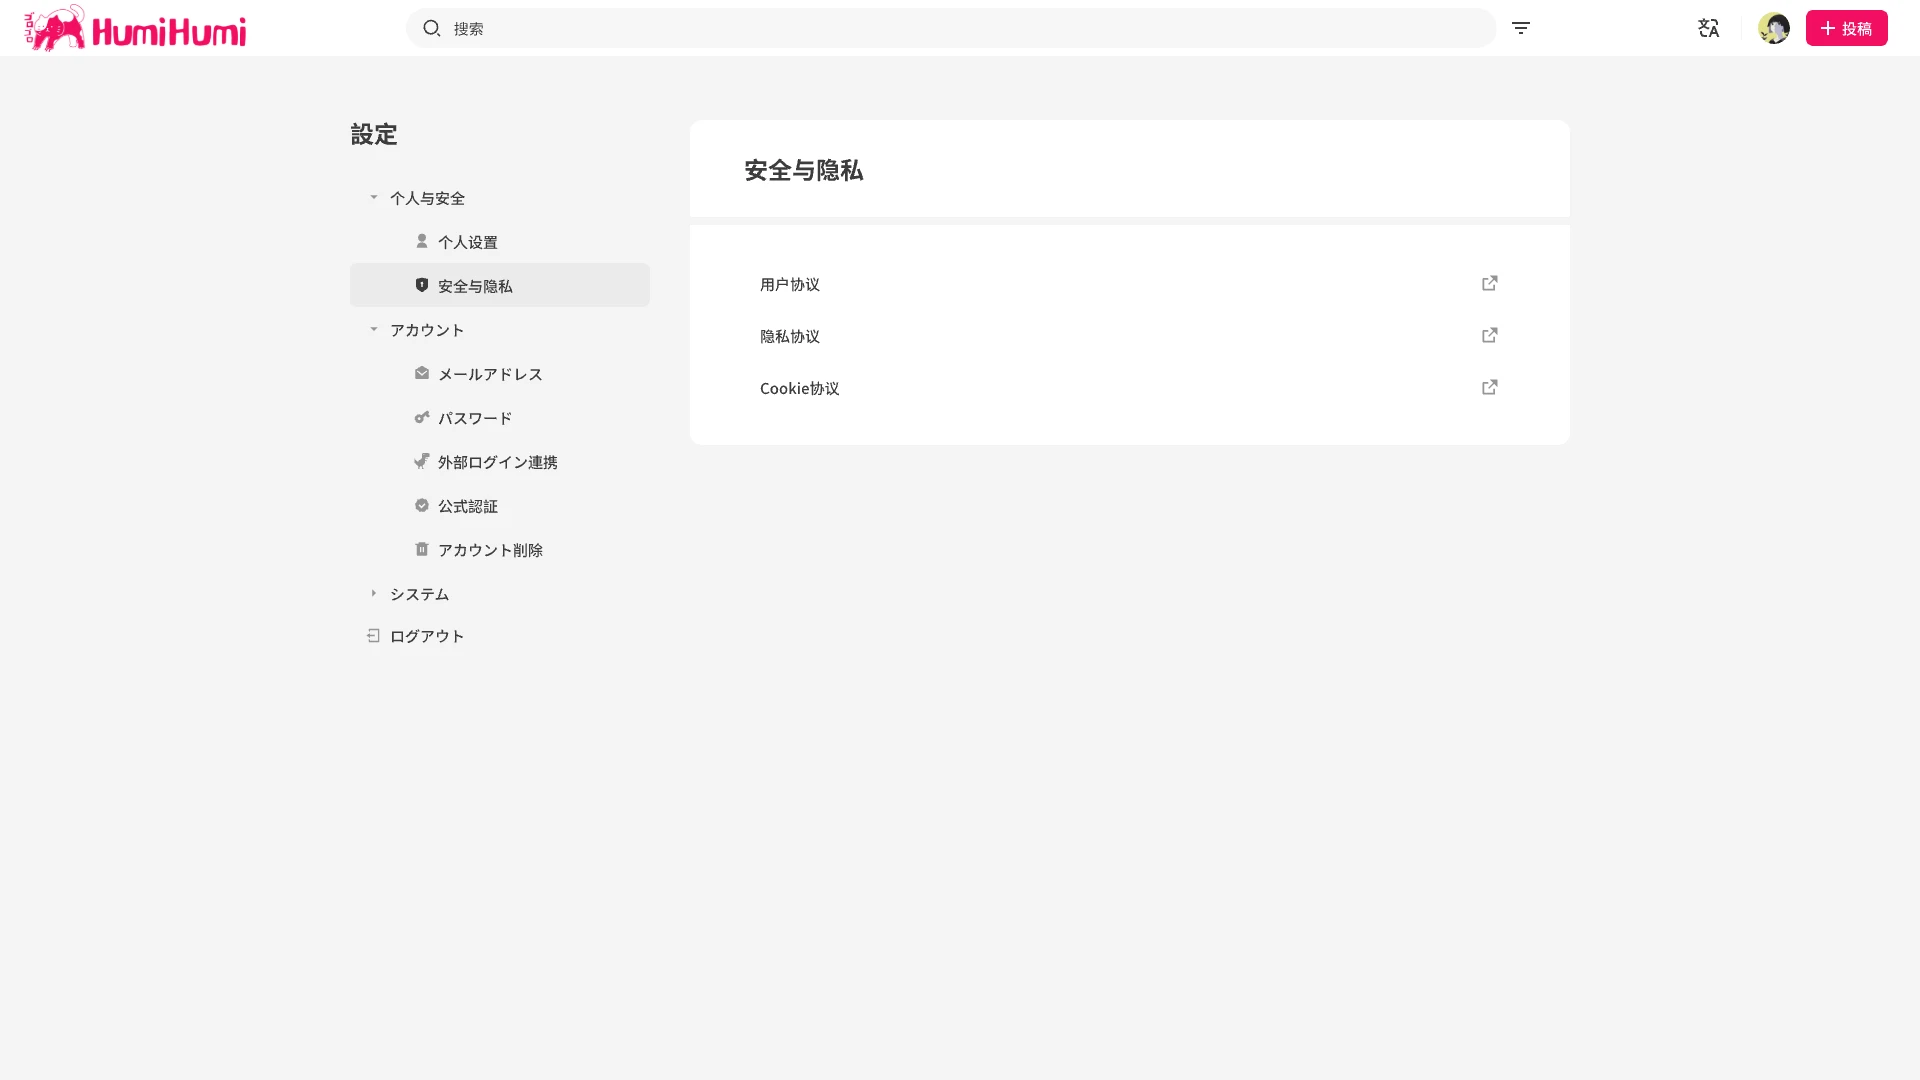 ゴロゴロ
HumiHumi
搜索
投稿
設定
个人与安全
个人设置
安全与隐私
アカウント
メールアドレス
パスワード
外部ログイン連携
公式認証
アカウント削除
システム
ログアウト
安全与隐私
用户协议
隐私协议
Cookie协议